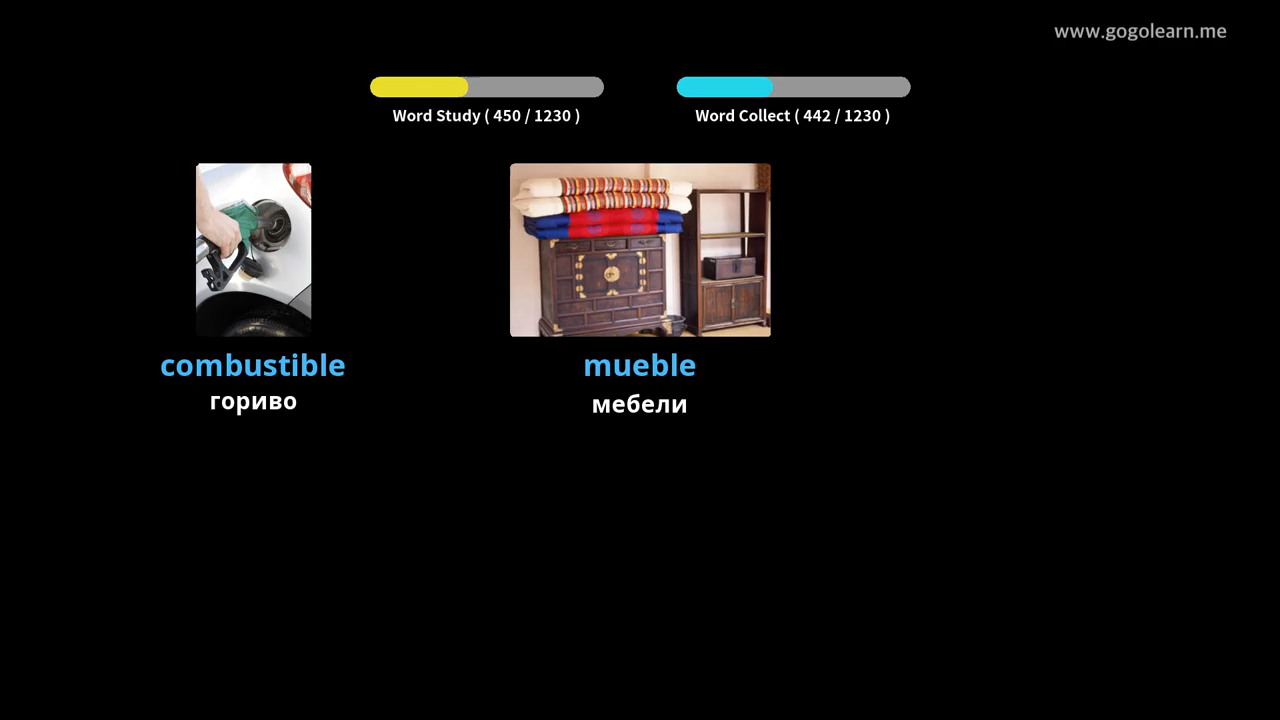 www.gogolearn.me
Word Study ( 450 / 1230 )
Word Collect ( 442 / 1230 )
combustible
гориво
mueble
мебели